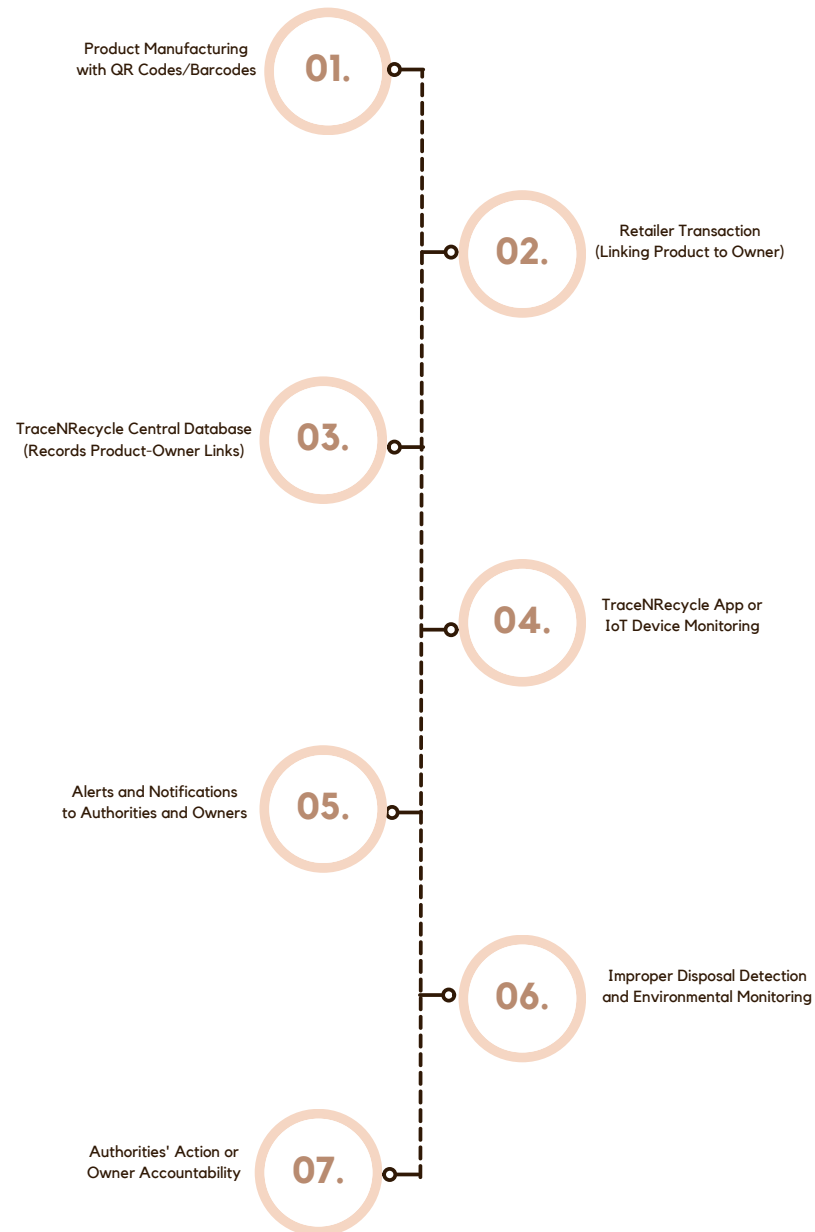 Product Manufacturing
with QR Codes/Barcodes
01.
02.
Retailer Transaction
(Linking Product to Owner)
TraceNRecycle Central Database
(Records Product-Owner Links)
03.
04.
TraceNRecycle App or
IoT Device Monitoring
Alerts and Notifications
to Authorities and Owners
05.
06.
Improper Disposal Detection
and Environmental Monitoring
Authorities' Action or
Owner Accountability
07.